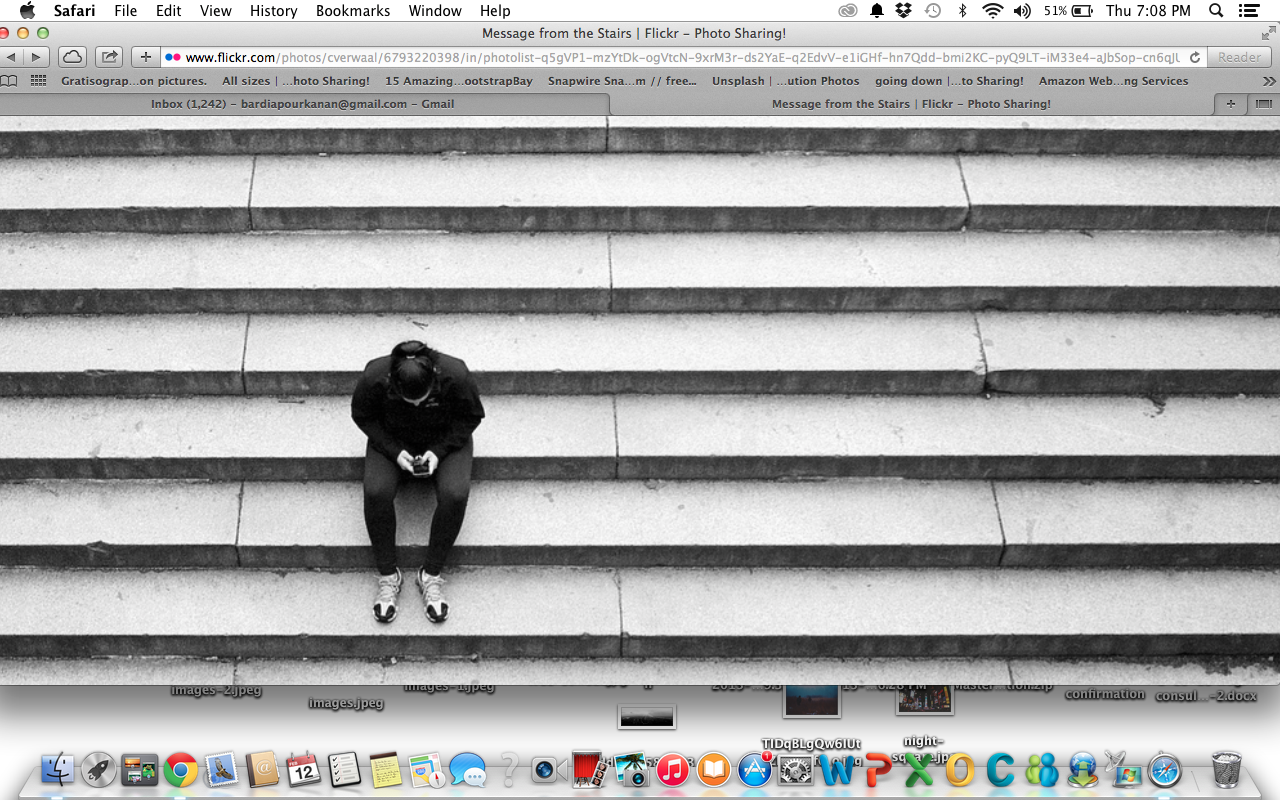 Safari File Edit View History Bookmarks Window Help 51% Thu 7:08 PM
Message from the Stairs | Flickr – Photo Sharing!
www.flickr.com/photos/cverwaal/6793220398/in/photolist-q5gVP1-mzYtDk-ogVtcN-9xrM3r-ds2YaE-q2EdvV-e1iGHf-hn7Qdd-bmi2KC-pyQ9LT-iM33e4-aJbSop-cn6qJL Reader
Gratisograp...on pictures. All sizes | ...hoto Sharing! 15 Amazing...ootstrapBay Snapwire Sna...m // free... Unsplash | ...ution Photos going down |...to Sharing! Amazon Web...ng Services
Inbox (1,242) – bardiapourkanan@gmail.com – Gmail Message from the Stairs | Flickr – Photo Sharing!
images-2.jpeg images.jpeg images-1.jpeg confirmation consul...-2.docx
TIDqBLgQw6IUt night-
FEB 12 W P X O C